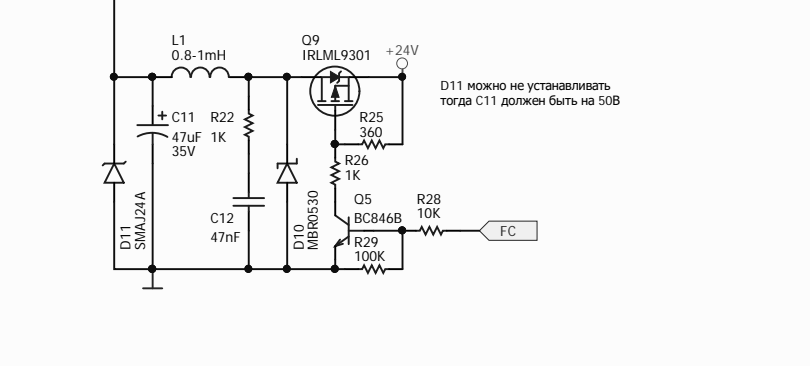 L1
0.8-1mH
Q9
IRLML9301
+24V
D11 можно не устанавливать
тогда C11 должен быть на 50В
+
C11
47uF
35V
R22
1K
R25
360
R26
1K
D11
SMAJ24A
C12
47nF
D10
MBR0530
Q5
BC846B
R28
10K
FC
R29
100K